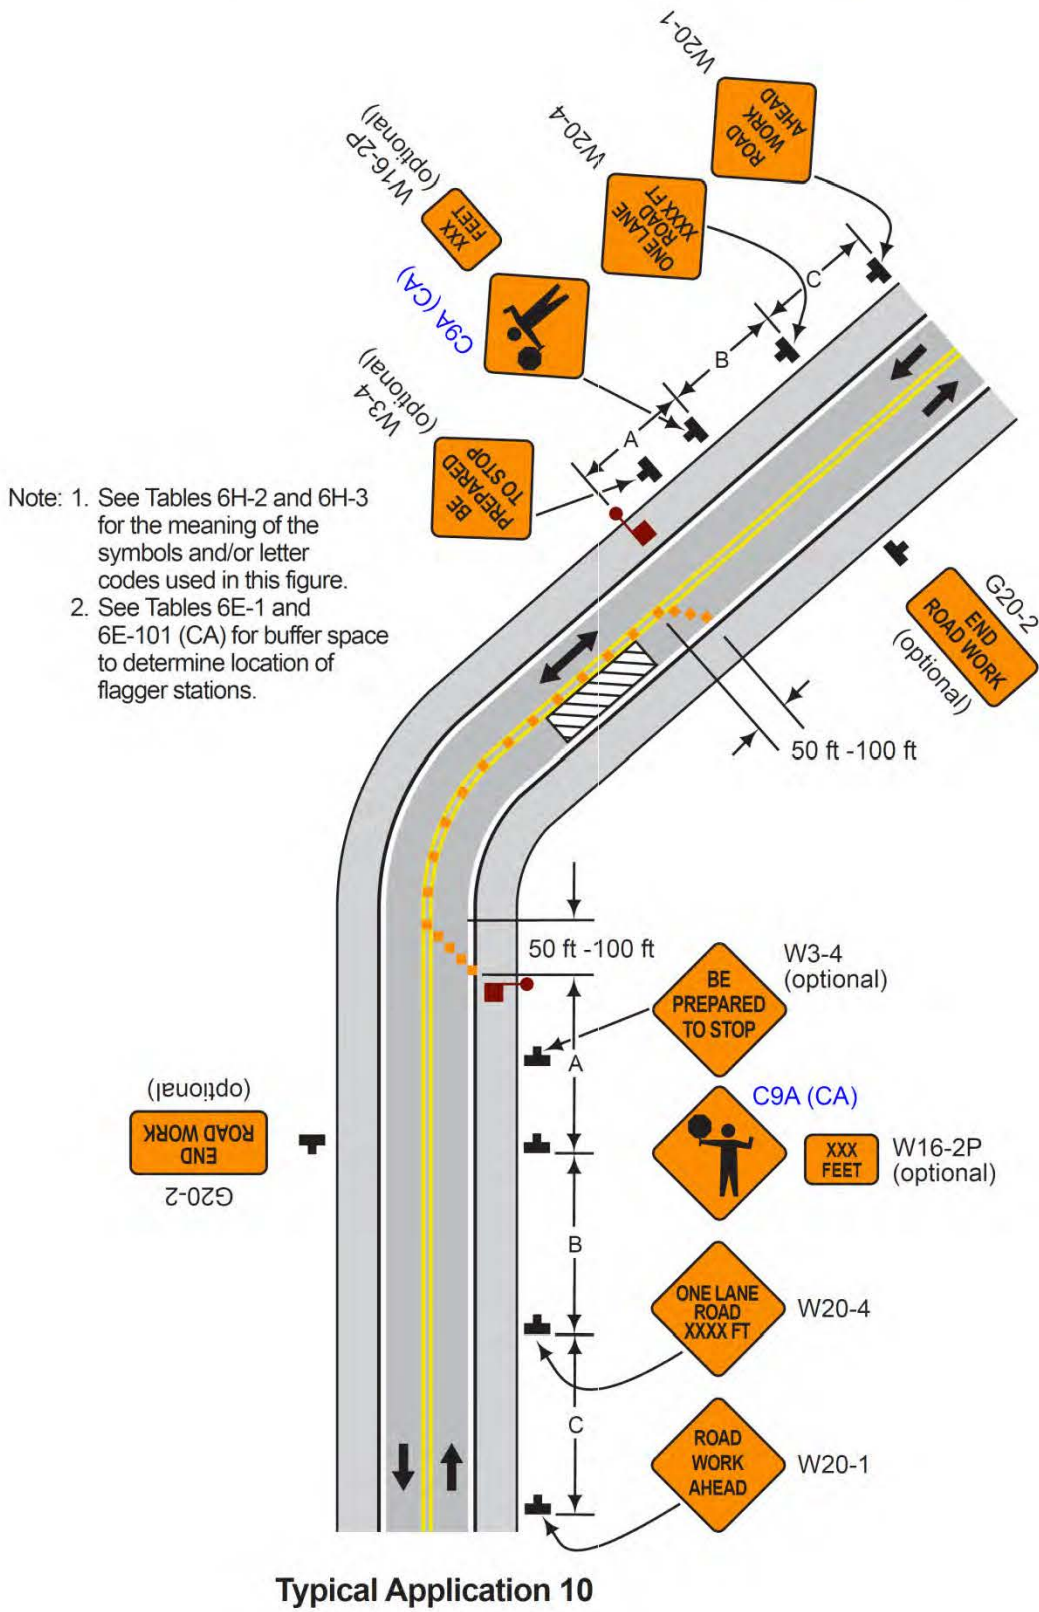 W20-1
ROAD
WORK
AHEAD
W20-4
ONE LANE
ROAD
XXXX FT
W16-2P
(optional)
XXX
FEET
C9A (CA)
W3-4
(optional)
BE
PREPARED
TO STOP
C
B
A
Note: 1. See Tables 6H-2 and 6H-3
for the meaning of the
symbols and/or letter
codes used in this figure.
2. See Tables 6E-1 and
6E-101 (CA) for buffer space
to determine location of
flagger stations.
G20-2
END
ROAD WORK
(optional)
50 ft -100 ft
50 ft -100 ft
A
BE
PREPARED
TO STOP
W3-4
(optional)
C9A (CA)
XXX
FEET
W16-2P
(optional)
G20-2
END
ROAD WORK
(optional)
B
ONE LANE
ROAD
XXXX FT
W20-4
C
ROAD
WORK
AHEAD
W20-1
Typical Application 10